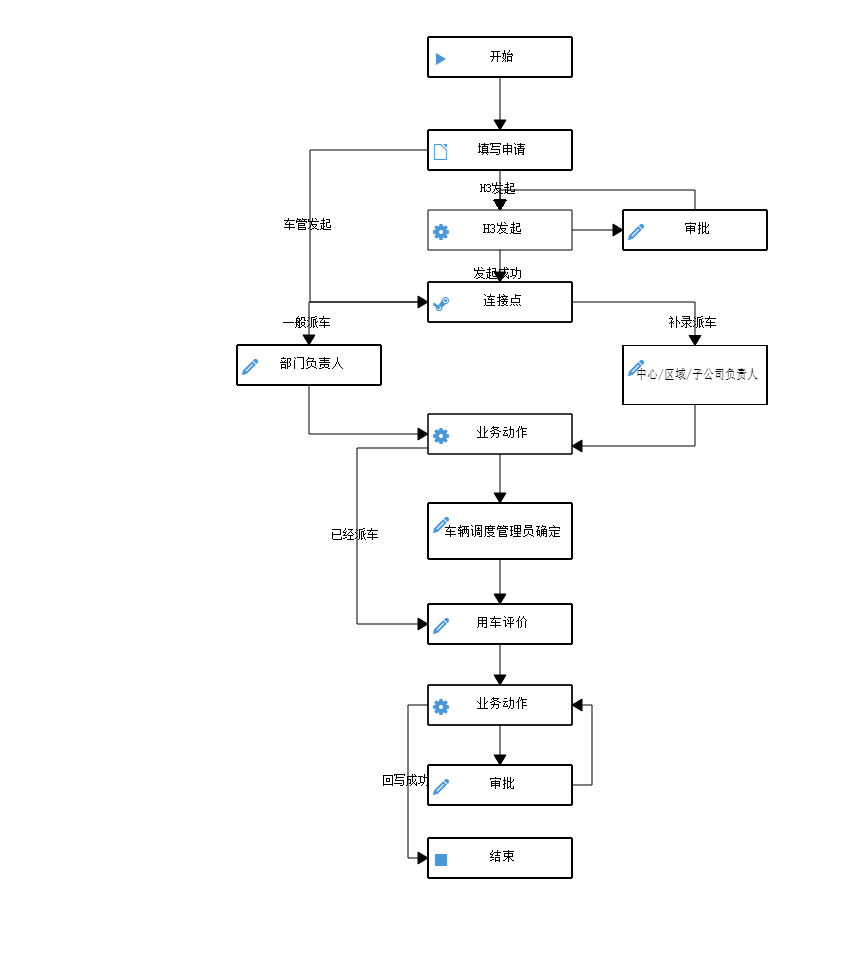 开始
填写申请
H3发起
车管发起
H3发起
审批
发起成功
连接点
一般派车
补录派车
部门负责人
中心/区域/子公司负责人
业务动作
已经派车
车辆调度管理员确定
用车评价
业务动作
回写成功
审批
结束